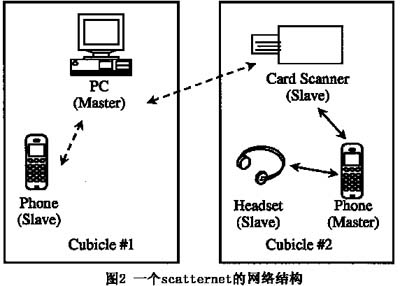 PC
(Master)
Card Scanner
(Slave)
Phone
(Slave)
Headset
(Slave)
Phone
(Master)
Cubicle #1
Cubicle #2
图2 一个scatternet的网络结构